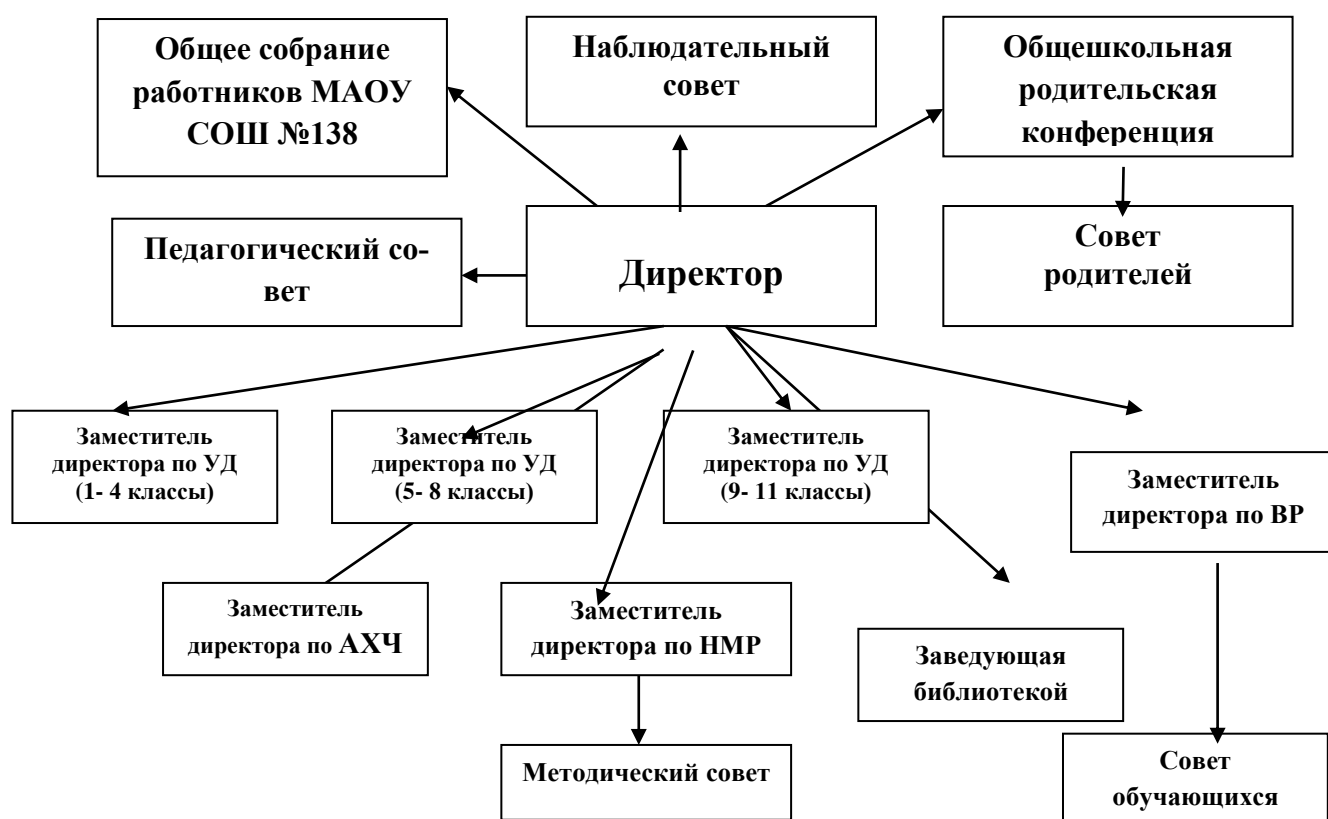 Общее собрание
работников МАОУ
СОШ №138
Наблюдательный
совет
Общешкольная
родительская
конференция
Педагогический со-
вет
Директор
Совет
родителей
Заместитель
директора по УД
(1- 4 классы)
Заместитель
директора по УД
(5- 8 классы)
Заместитель
директора по УД
(9- 11 классы)
Заместитель
директора по ВР
Заместитель
директора по АХЧ
Заместитель
директора по НМР
Заведующая
библиотекой
Методический совет
Совет
обучающихся